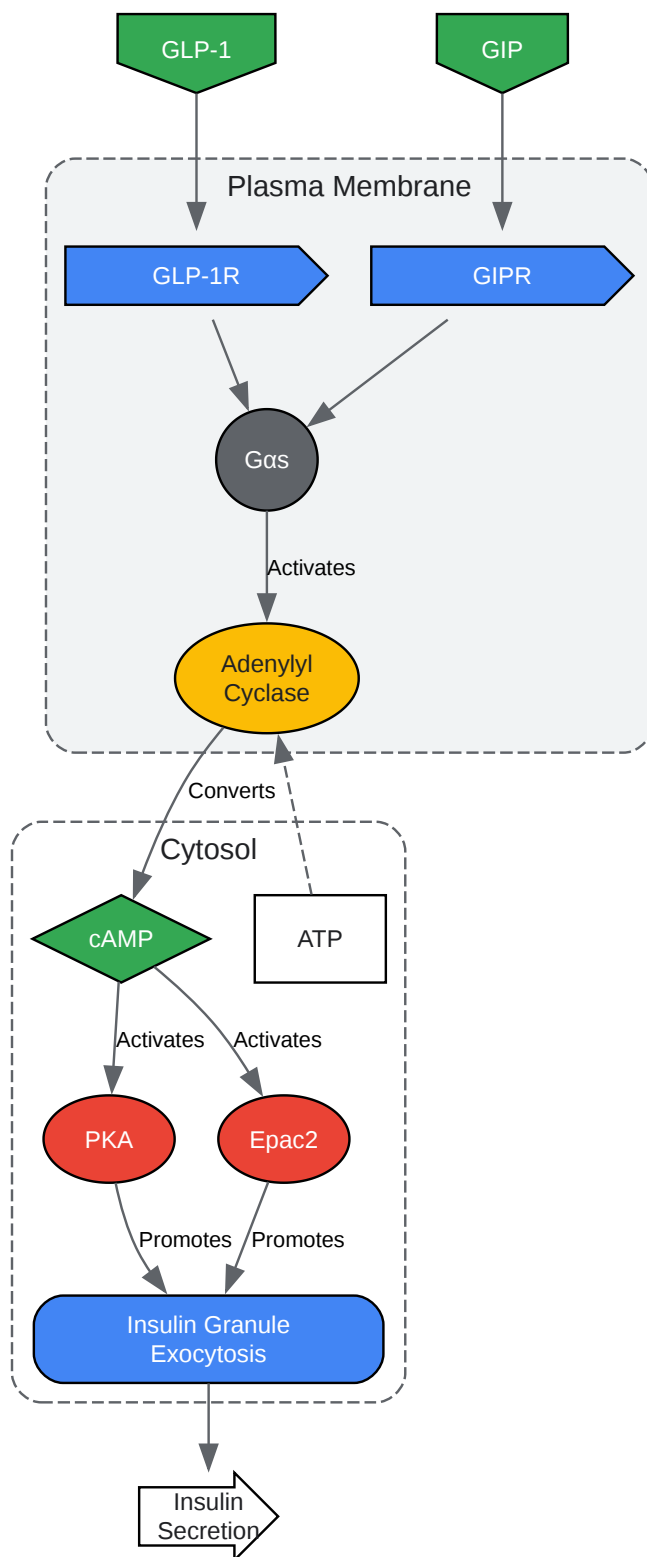 GLP-1
GIP
Plasma Membrane
GLP-1R
GIPR
Gαs
Activates
Adenylyl
Cyclase
Converts
Cytosol
cAMP
ATP
Activates
Activates
PKA
Epac2
Promotes
Promotes
Insulin Granule
Exocytosis
Insulin
Secretion